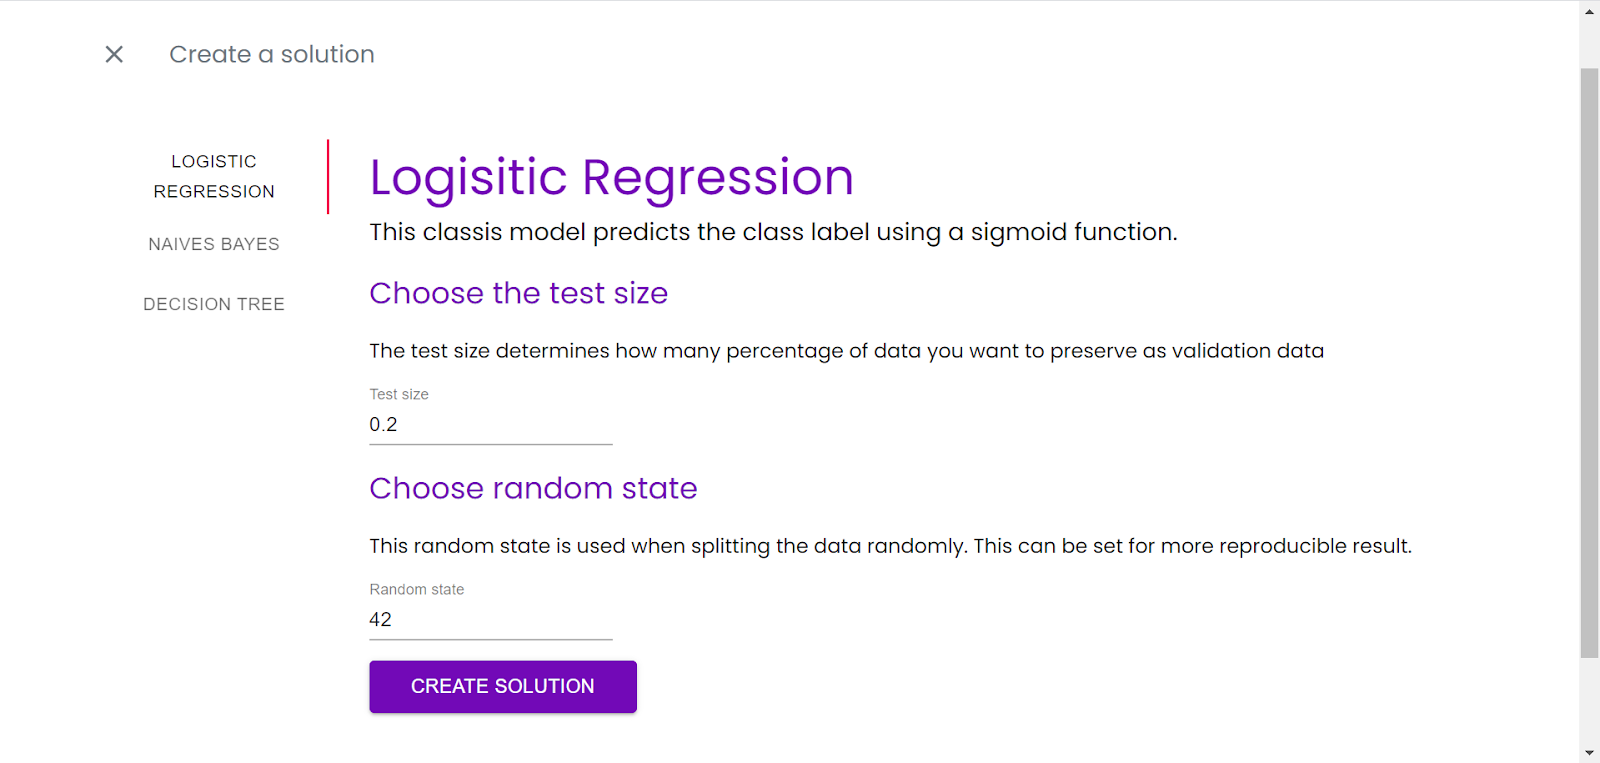 Create a solution
LOGISTIC
REGRESSION
NAIVES BAYES
DECISION TREE
Logisitic Regression
This classis model predicts the class label using a sigmoid function.
Choose the test size
The test size determines how many percentage of data you want to preserve as validation data
Test size
0.2
Choose random state
This random state is used when splitting the data randomly. This can be set for more reproducible result.
Random state
42
CREATE SOLUTION